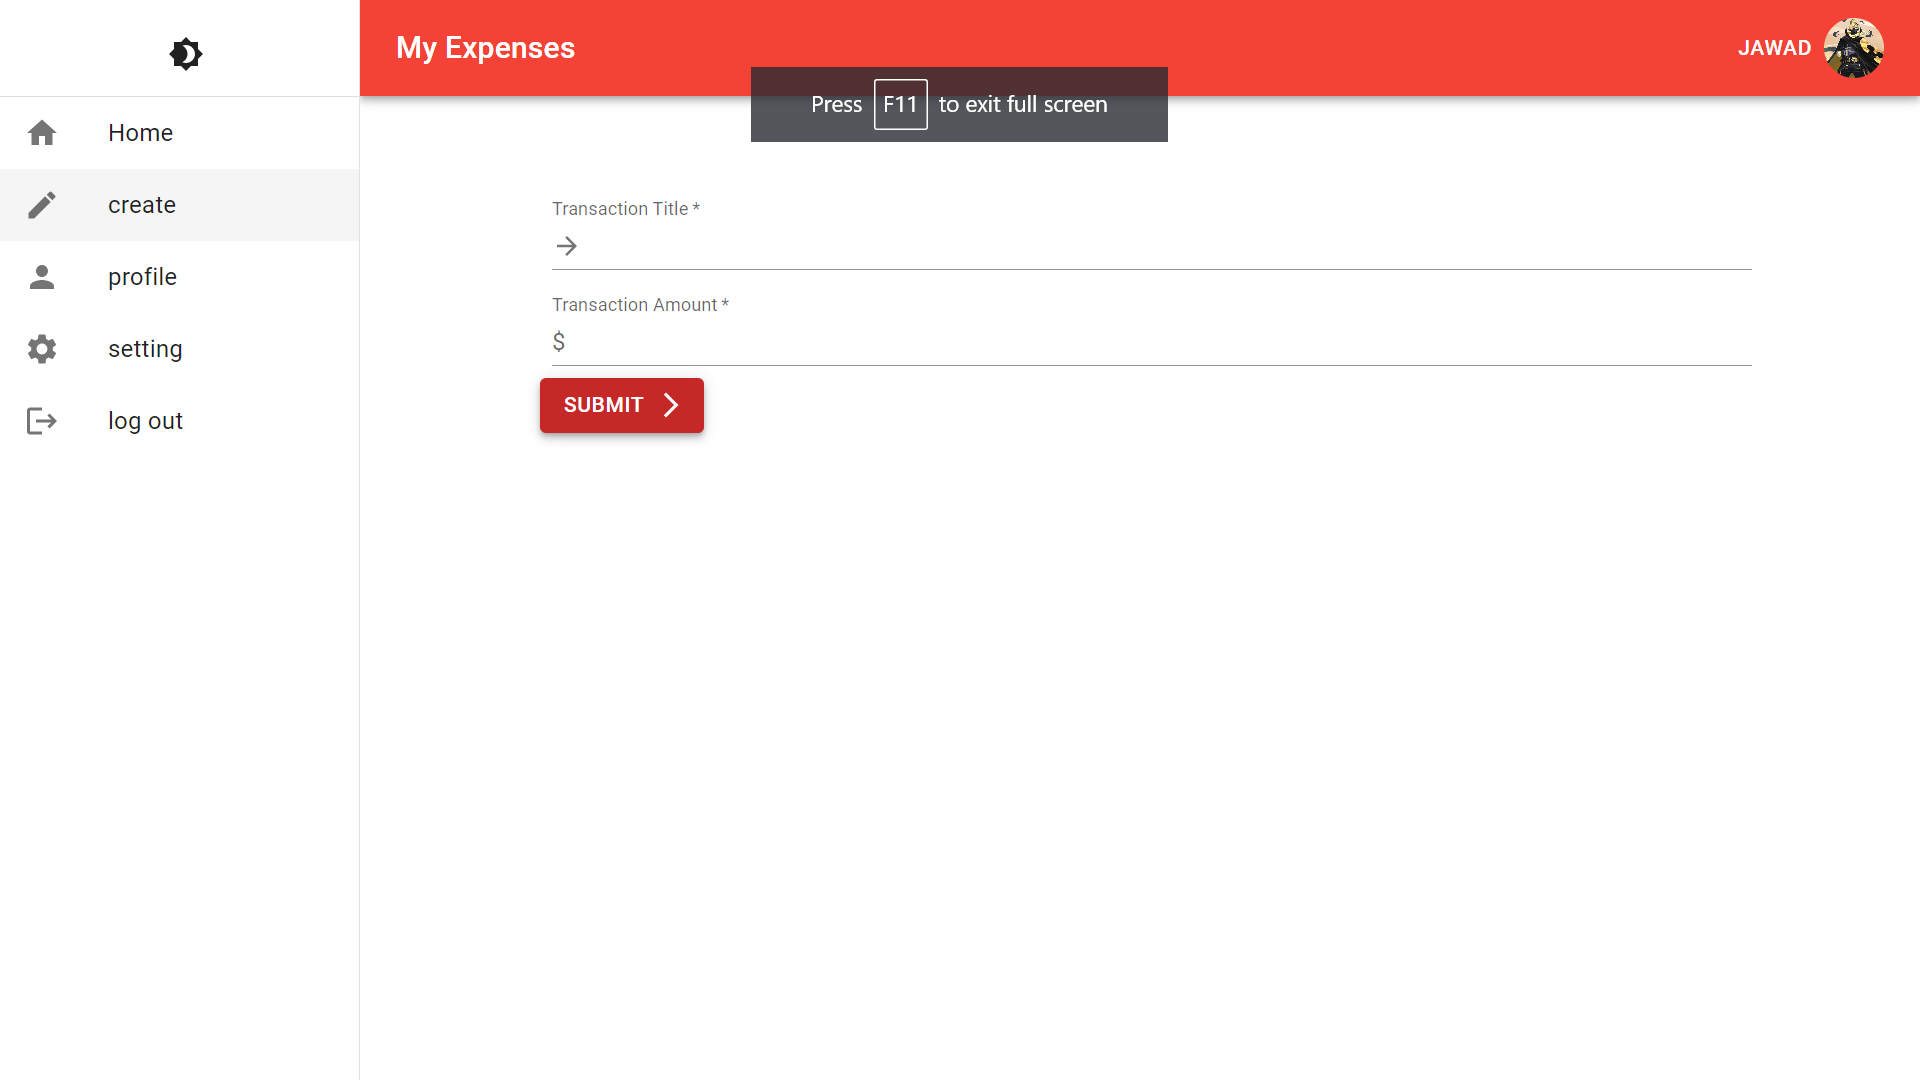 My Expenses
JAWAD
Press F11 to exit full screen
Home
create
profile
setting
log out
Transaction Title *
Transaction Amount *
$
SUBMIT